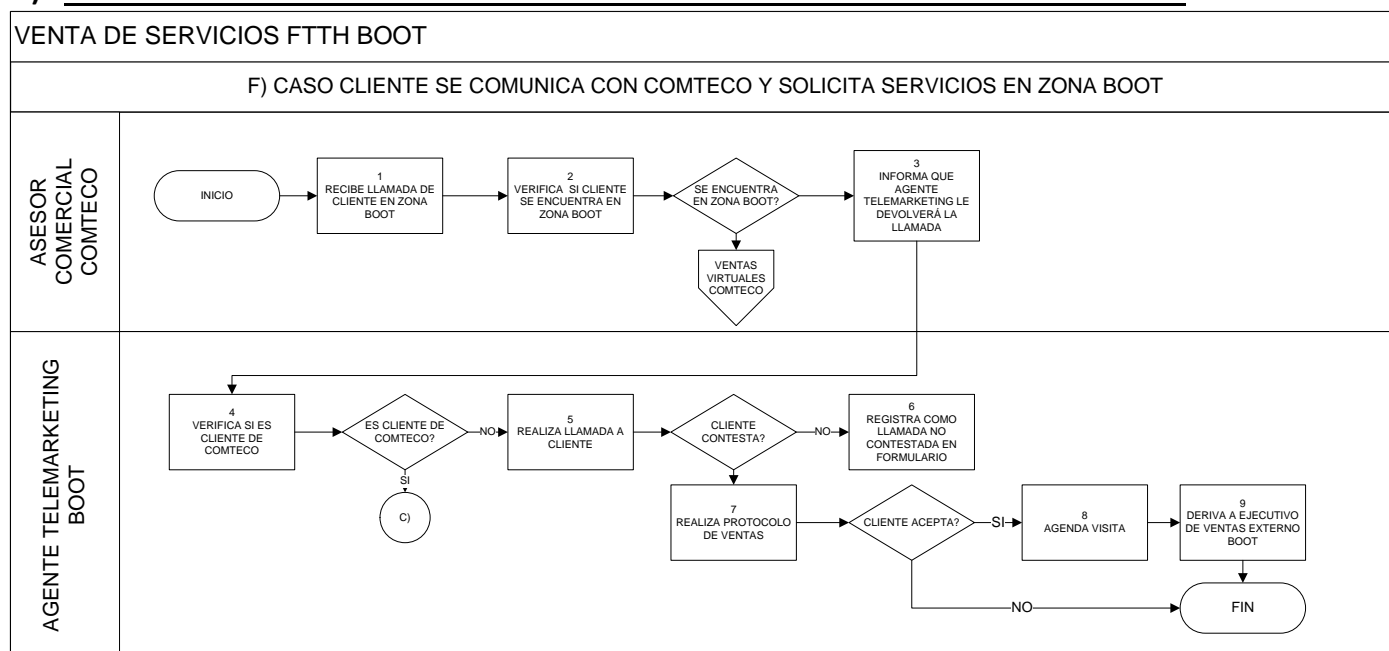 VENTA DE SERVICIOS FTTH BOOT
F) CASO CLIENTE SE COMUNICA CON COMTECO Y SOLICITA SERVICIOS EN ZONA BOOT
ASESOR
COMERCIAL
COMTECO
INICIO
1
RECIBE LLAMADA DE
CLIENTE EN ZONA
BOOT
2
VERIFICA SI CLIENTE
SE ENCUENTRA EN
ZONA BOOT
SE ENCUENTRA
EN ZONA BOOT?
3
INFORMA QUE
AGENTE
TELEMARKETING LE
DEVOLVERÁ LA
LLAMADA
VENTAS
VIRTUALES
COMTECO
AGENTE TELEMARKETING
BOOT
4
VERIFICA SI ES
CLIENTE DE
COMTECO
ES CLIENTE DE
COMTECO?
NO
SI
C)
5
REALIZA LLAMADA A
CLIENTE
CLIENTE
CONTESTA?
NO
6
REGISTRA COMO
LLAMADA NO
CONTESTADA EN
FORMULARIO
7
REALIZA PROTOCOLO
DE VENTAS
CLIENTE ACEPTA?
SI
8
AGENDA VISITA
9
DERIVA A EJECUTIVO
DE VENTAS EXTERNO
BOOT
NO
FIN